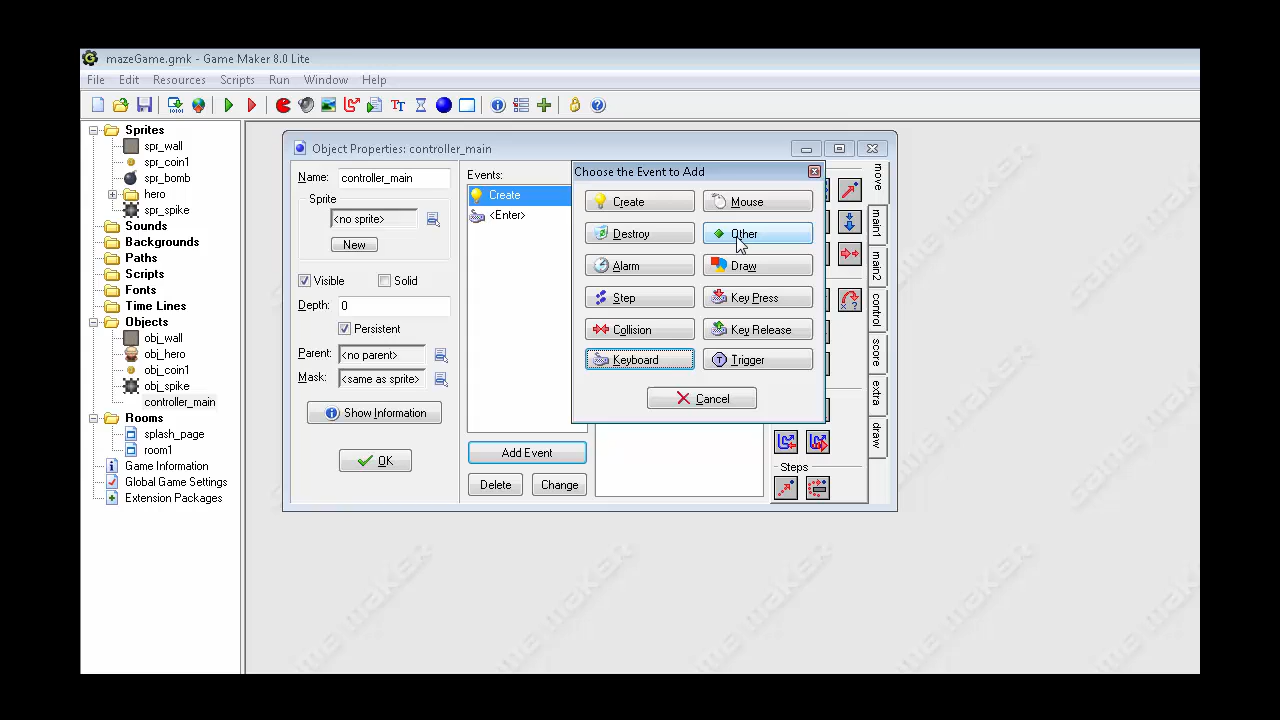 mazeGame.gmk - Game Maker 8.0 Lite
File Edit Resources Scripts Run Window Help
Sprites
spr_wall
spr_coin1
spr_bomb
hero
spr_spike
Sounds
Backgrounds
Paths
Scripts
Fonts
Time Lines
Objects
obj_wall
obj_hero
obj_coin1
obj_spike
controller_main
Rooms
splash_page
room1
Game Information
Global Game Settings
Extension Packages
Object Properties: controller_main
Name: controller_main
Sprite
<no sprite>
New
Visible Solid
Depth: 0
Persistent
Parent: <no parent>
Mask: <same as sprite>
Show Information
OK
Events:
Create
<Enter>
Add Event
Delete Change
Choose the Event to Add
Create Mouse
Destroy Other
Alarm Draw
Step Key Press
Collision Key Release
Keyboard Trigger
Cancel
Steps
move
main1
main2
control
score
extra
draw